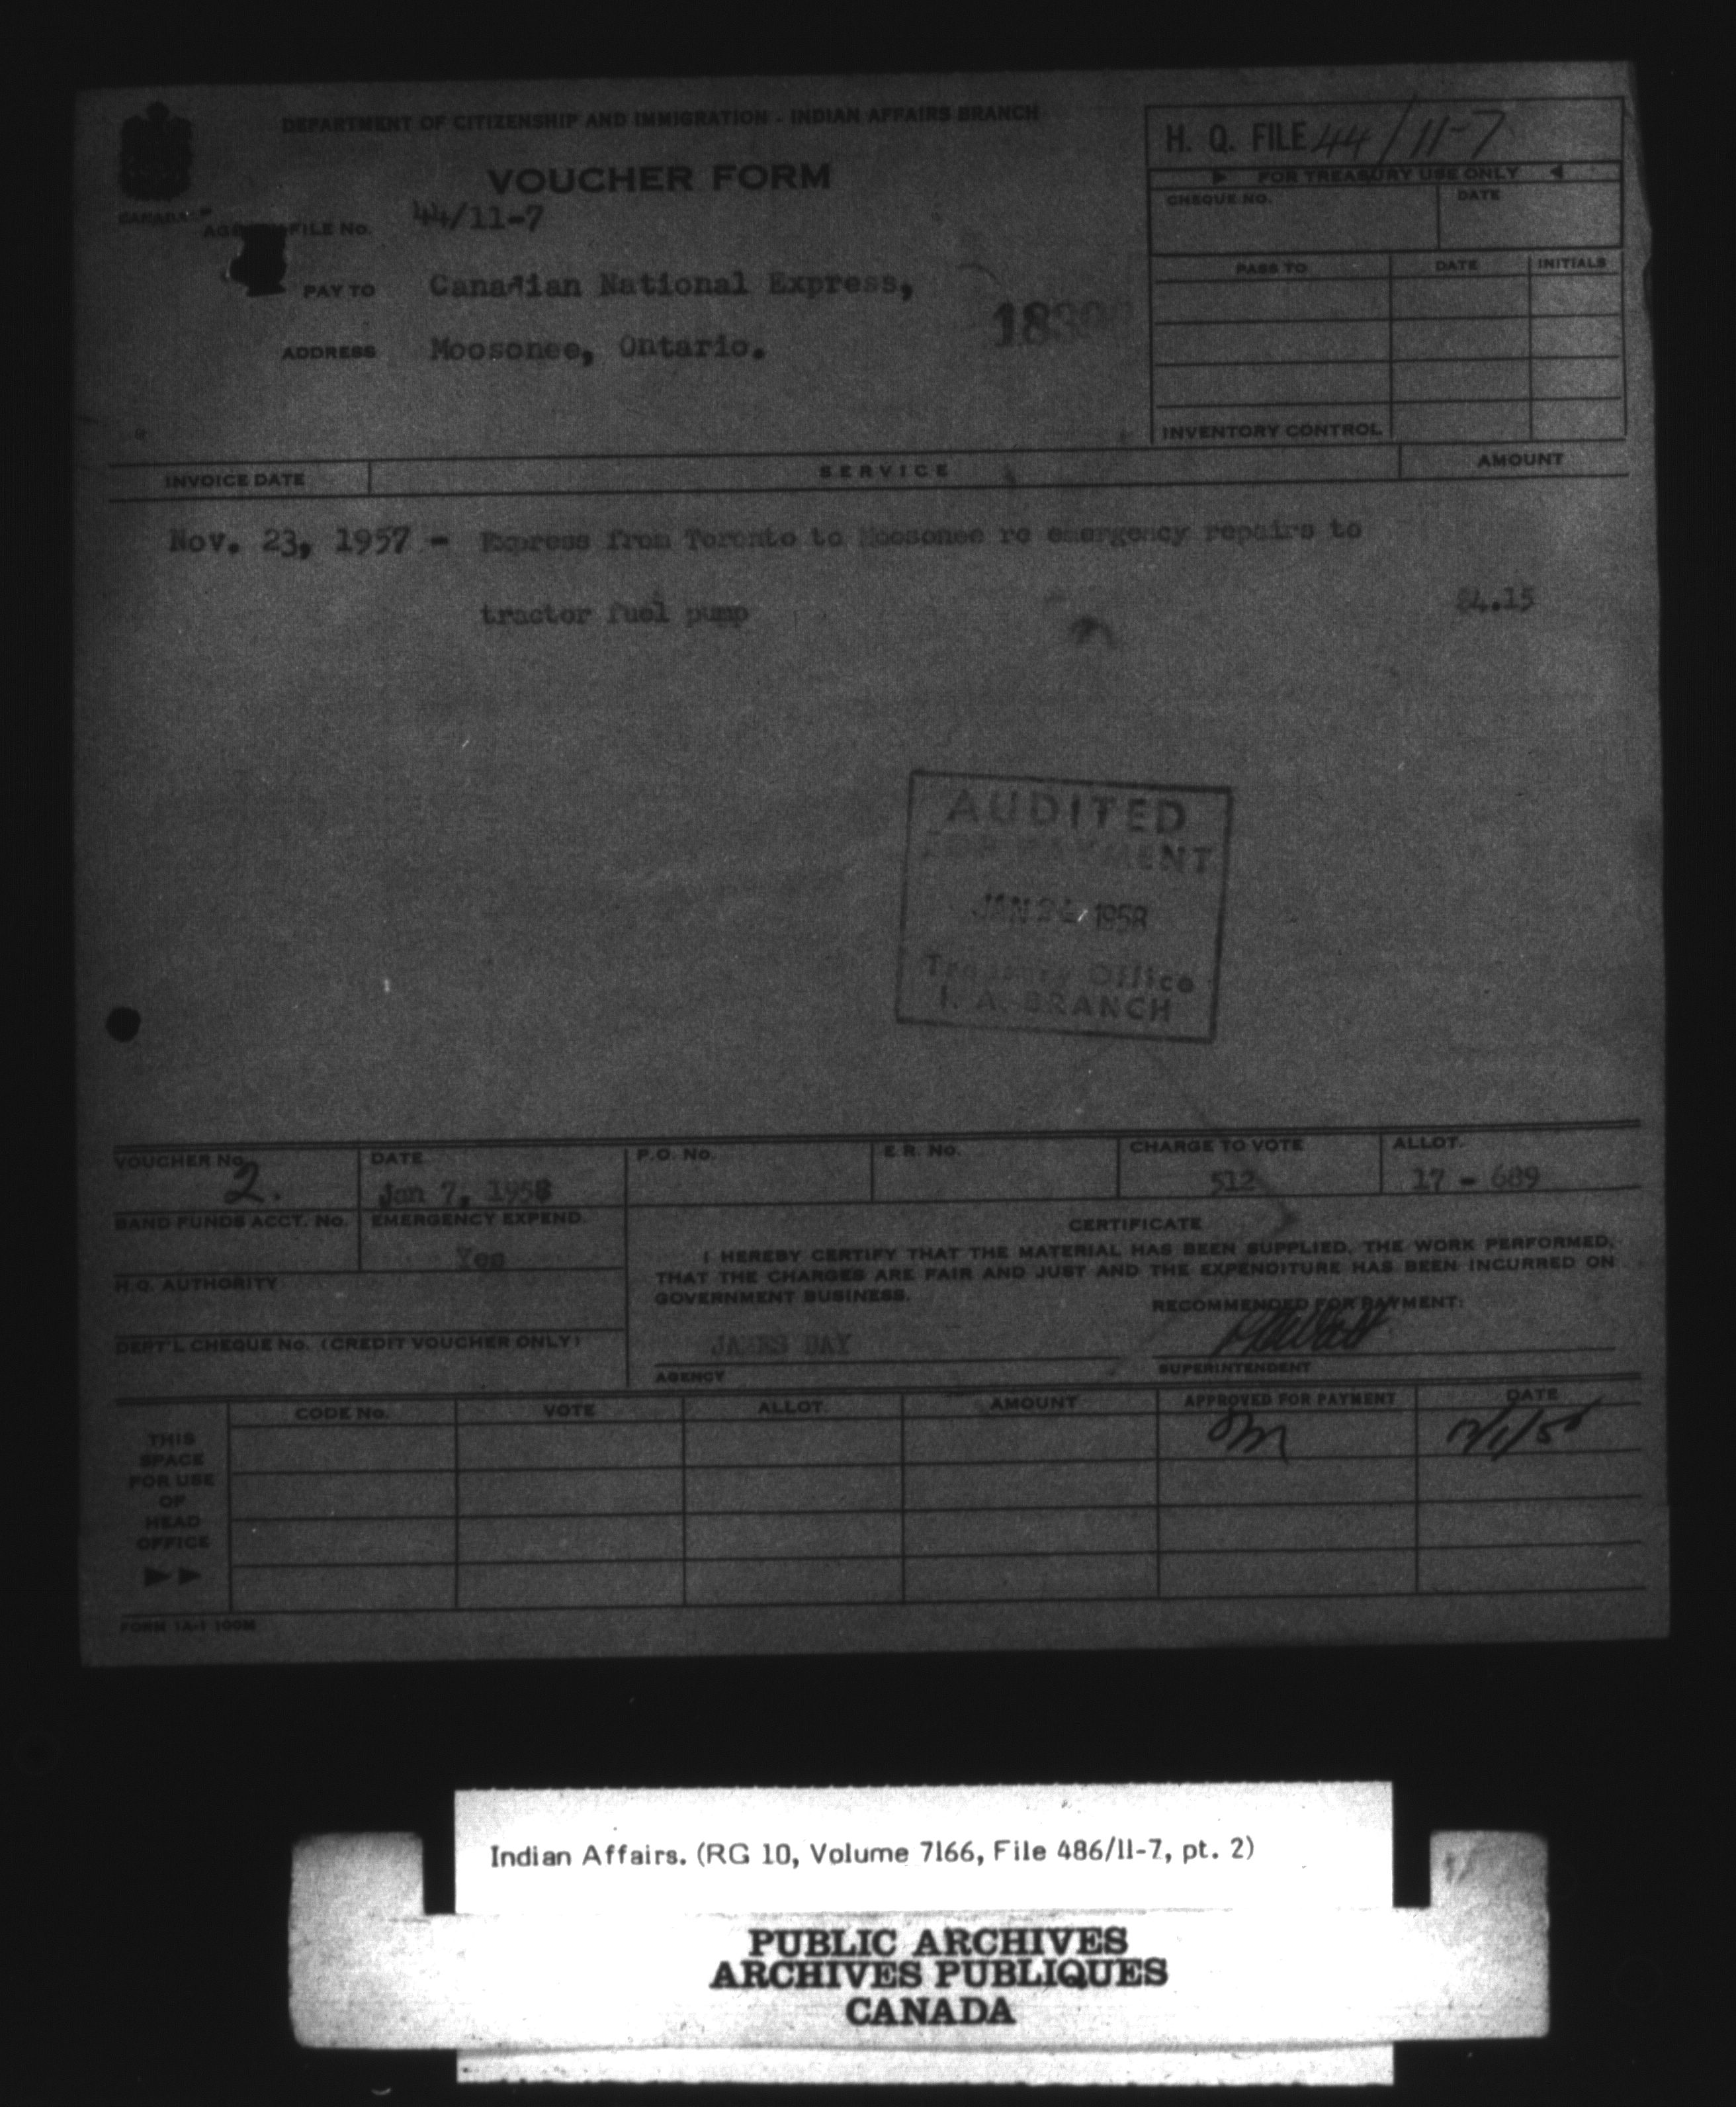 DEPARTMENT OF CITIZENSHIP AND IMMIGRATION - INDIAN AFFAIRS BRANCH
VOUCHER FORM
CANADA
FILE No. 44/11-7
PAY TO Canadian National Express,
ADDRESS Moosonee, Ontario.
H. Q. FILE 44/11-7
FOR TREASURY USE ONLY
CHEQUE NO. DATE
PASS TO DATE INITIALS
INVENTORY CONTROL
INVOICE DATE SERVICE AMOUNT
Nov. 23, 1957 - Express from Toronto to Moosonee re emergency repairs to
tractor fuel pump $4.15
AUDITED
FOR PAYMENT
JAN 1958
Treasury Office
I. A. BRANCH
VOUCHER No. DATE P.O. No. E.R. No. CHARGE TO VOTE ALLOT.
2. Jan 7, 1958 512 17 - 689
BAND FUNDS ACCT. No. EMERGENCY EXPEND.
Yes
H.Q. AUTHORITY
DEPT'L CHEQUE No. (CREDIT VOUCHER ONLY)
CERTIFICATE
I HEREBY CERTIFY THAT THE MATERIAL HAS BEEN SUPPLIED, THE WORK PERFORMED,
THAT THE CHARGES ARE FAIR AND JUST AND THE EXPENDITURE HAS BEEN INCURRED ON
GOVERNMENT BUSINESS.
RECOMMENDED FOR PAYMENT:
JAMES BAY
AGENCY SUPERINTENDENT
CODE No. VOTE ALLOT. AMOUNT APPROVED FOR PAYMENT DATE
THIS
SPACE
FOR USE
OF
HEAD
OFFICE
FORM 1A-1 100M
Indian Affairs. (RG 10, Volume 7166, File 486/11-7, pt. 2)
PUBLIC ARCHIVES
ARCHIVES PUBLIQUES
CANADA